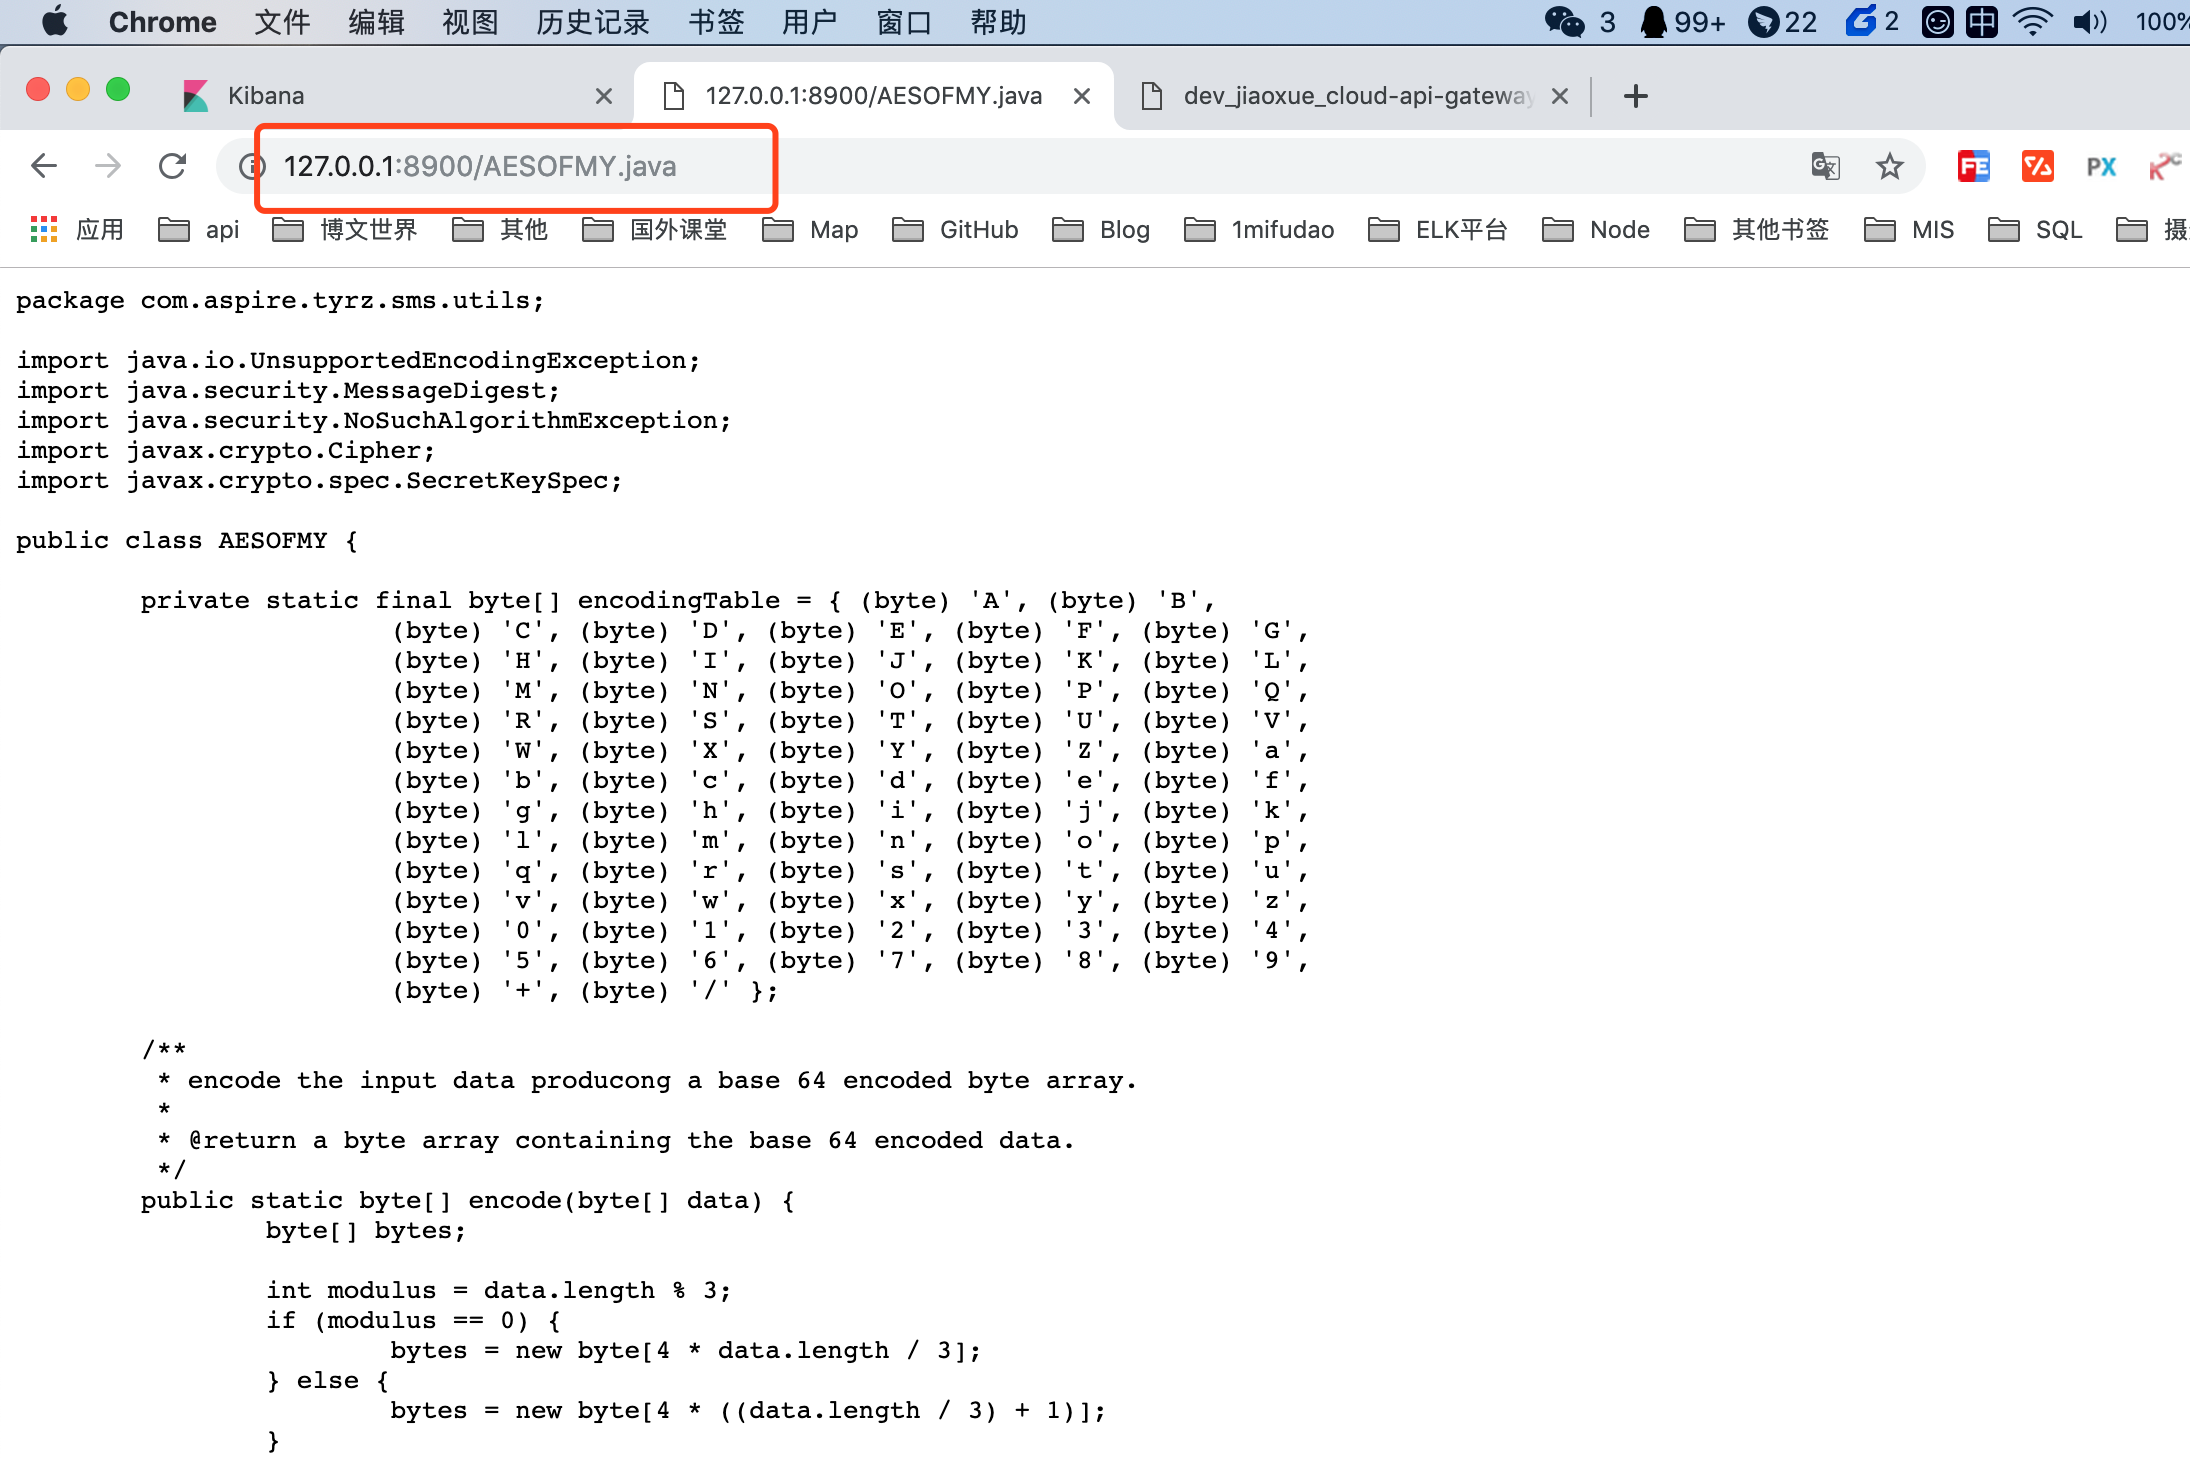 Chrome 文件 编辑 视图 历史记录 书签 用户 窗口 帮助 3 99+ 22 2 中 100%
Kibana 127.0.0.1:8900/AESOFMY.java dev_jiaoxue_cloud-api-gateway
127.0.0.1:8900/AESOFMY.java FE PX
应用 api 博文世界 其他 国外课堂 Map GitHub Blog 1mifudao ELK平台 Node 其他书签 MIS SQL 摄
package com.aspire.tyrz.sms.utils;
import java.io.UnsupportedEncodingException;
import java.security.MessageDigest;
import java.security.NoSuchAlgorithmException;
import javax.crypto.Cipher;
import javax.crypto.spec.SecretKeySpec;
public class AESOFMY {
private static final byte[] encodingTable = { (byte) 'A', (byte) 'B',
(byte) 'C', (byte) 'D', (byte) 'E', (byte) 'F', (byte) 'G',
(byte) 'H', (byte) 'I', (byte) 'J', (byte) 'K', (byte) 'L',
(byte) 'M', (byte) 'N', (byte) 'O', (byte) 'P', (byte) 'Q',
(byte) 'R', (byte) 'S', (byte) 'T', (byte) 'U', (byte) 'V',
(byte) 'W', (byte) 'X', (byte) 'Y', (byte) 'Z', (byte) 'a',
(byte) 'b', (byte) 'c', (byte) 'd', (byte) 'e', (byte) 'f',
(byte) 'g', (byte) 'h', (byte) 'i', (byte) 'j', (byte) 'k',
(byte) 'l', (byte) 'm', (byte) 'n', (byte) 'o', (byte) 'p',
(byte) 'q', (byte) 'r', (byte) 's', (byte) 't', (byte) 'u',
(byte) 'v', (byte) 'w', (byte) 'x', (byte) 'y', (byte) 'z',
(byte) '0', (byte) '1', (byte) '2', (byte) '3', (byte) '4',
(byte) '5', (byte) '6', (byte) '7', (byte) '8', (byte) '9',
(byte) '+', (byte) '/' };
/**
* encode the input data producong a base 64 encoded byte array.
*
* @return a byte array containing the base 64 encoded data.
*/
public static byte[] encode(byte[] data) {
byte[] bytes;
int modulus = data.length % 3;
if (modulus == 0) {
bytes = new byte[4 * data.length / 3];
} else {
bytes = new byte[4 * ((data.length / 3) + 1)];
}